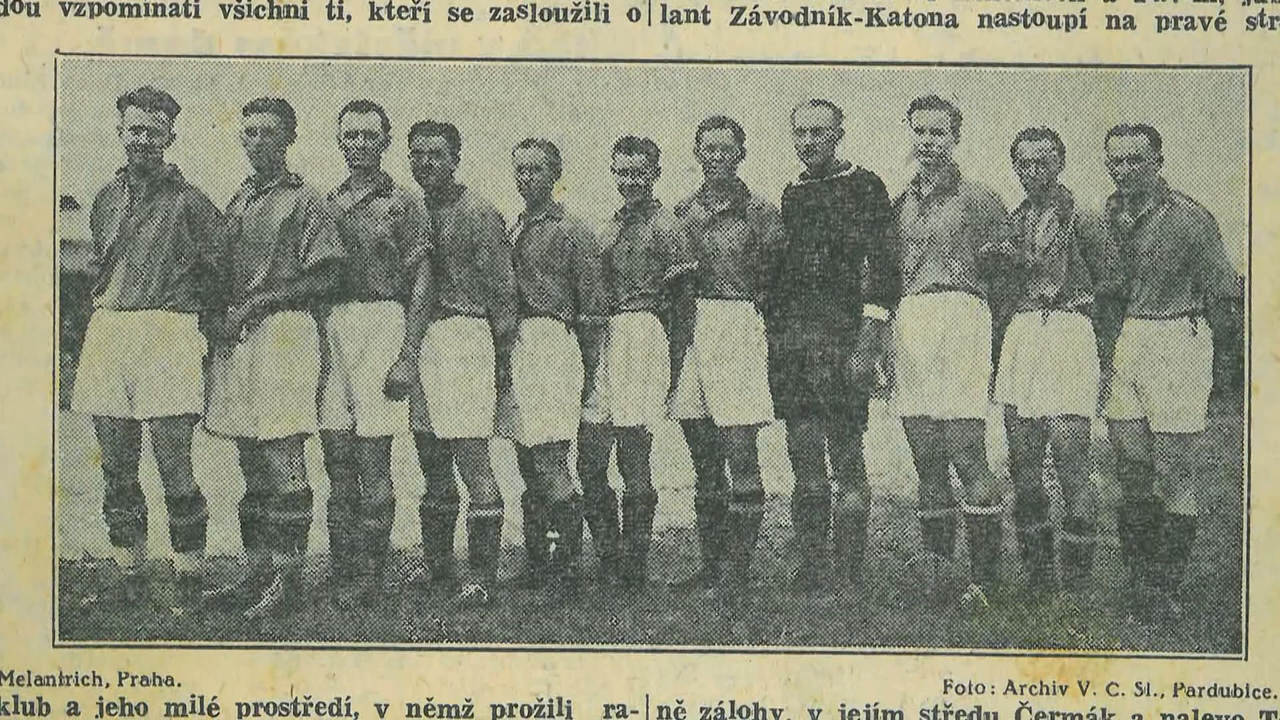 dou vzpomínati všichni ti, kteří se zasloužili o
lant Závodník-Katona nastoupí na pravé str
Melantrich, Praha.
Foto: Archiv V. C. Sl., Pardubice.
klub a jeho milé prostředí, v němž prožili ra-
ně zálohy, v jejím středu Čermák a nalevo